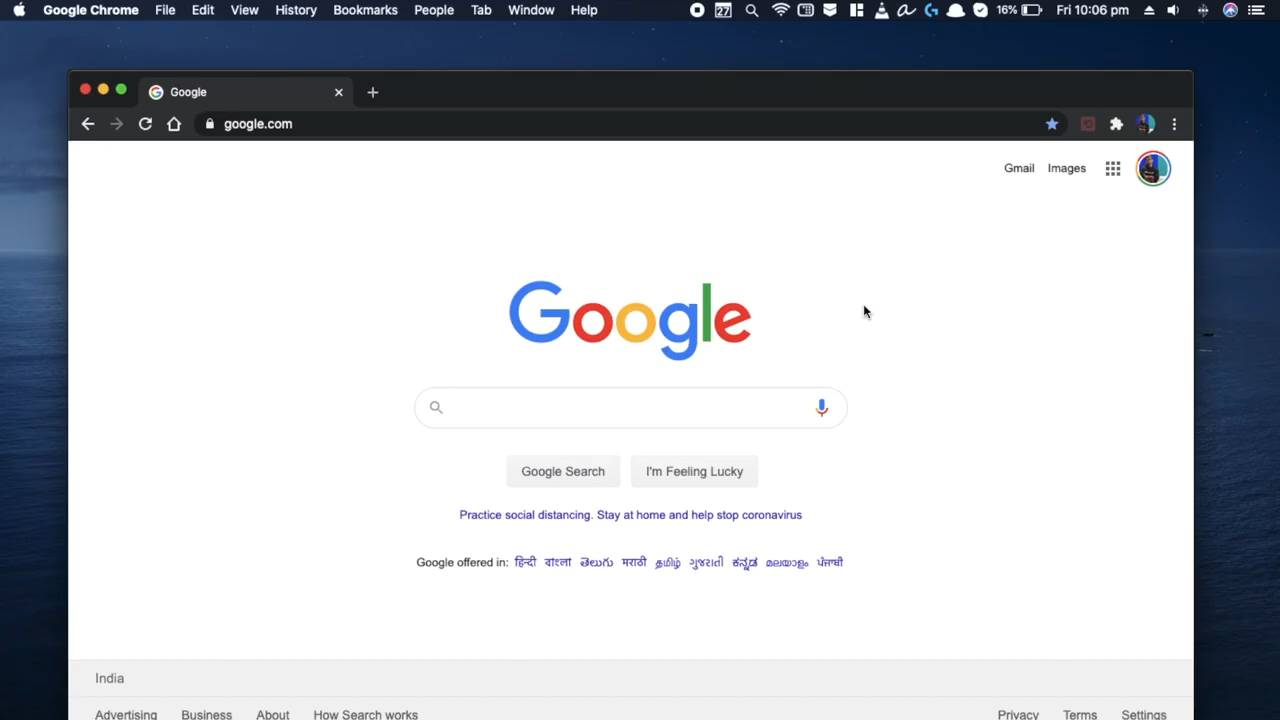 Google Chrome File Edit View History Bookmarks People Tab Window Help 27 16% Fri 10:06 pm
Google
google.com
Gmail Images
Google
Google Search I'm Feeling Lucky
Practice social distancing. Stay at home and help stop coronavirus
Google offered in: हिन्दी বাংলা తెలుగు मराठी தமிழ் ગુજરાતી ಕನ್ನಡ മലയാളം ਪੰਜਾਬੀ
India
Advertising Business About How Search works Privacy Terms Settings